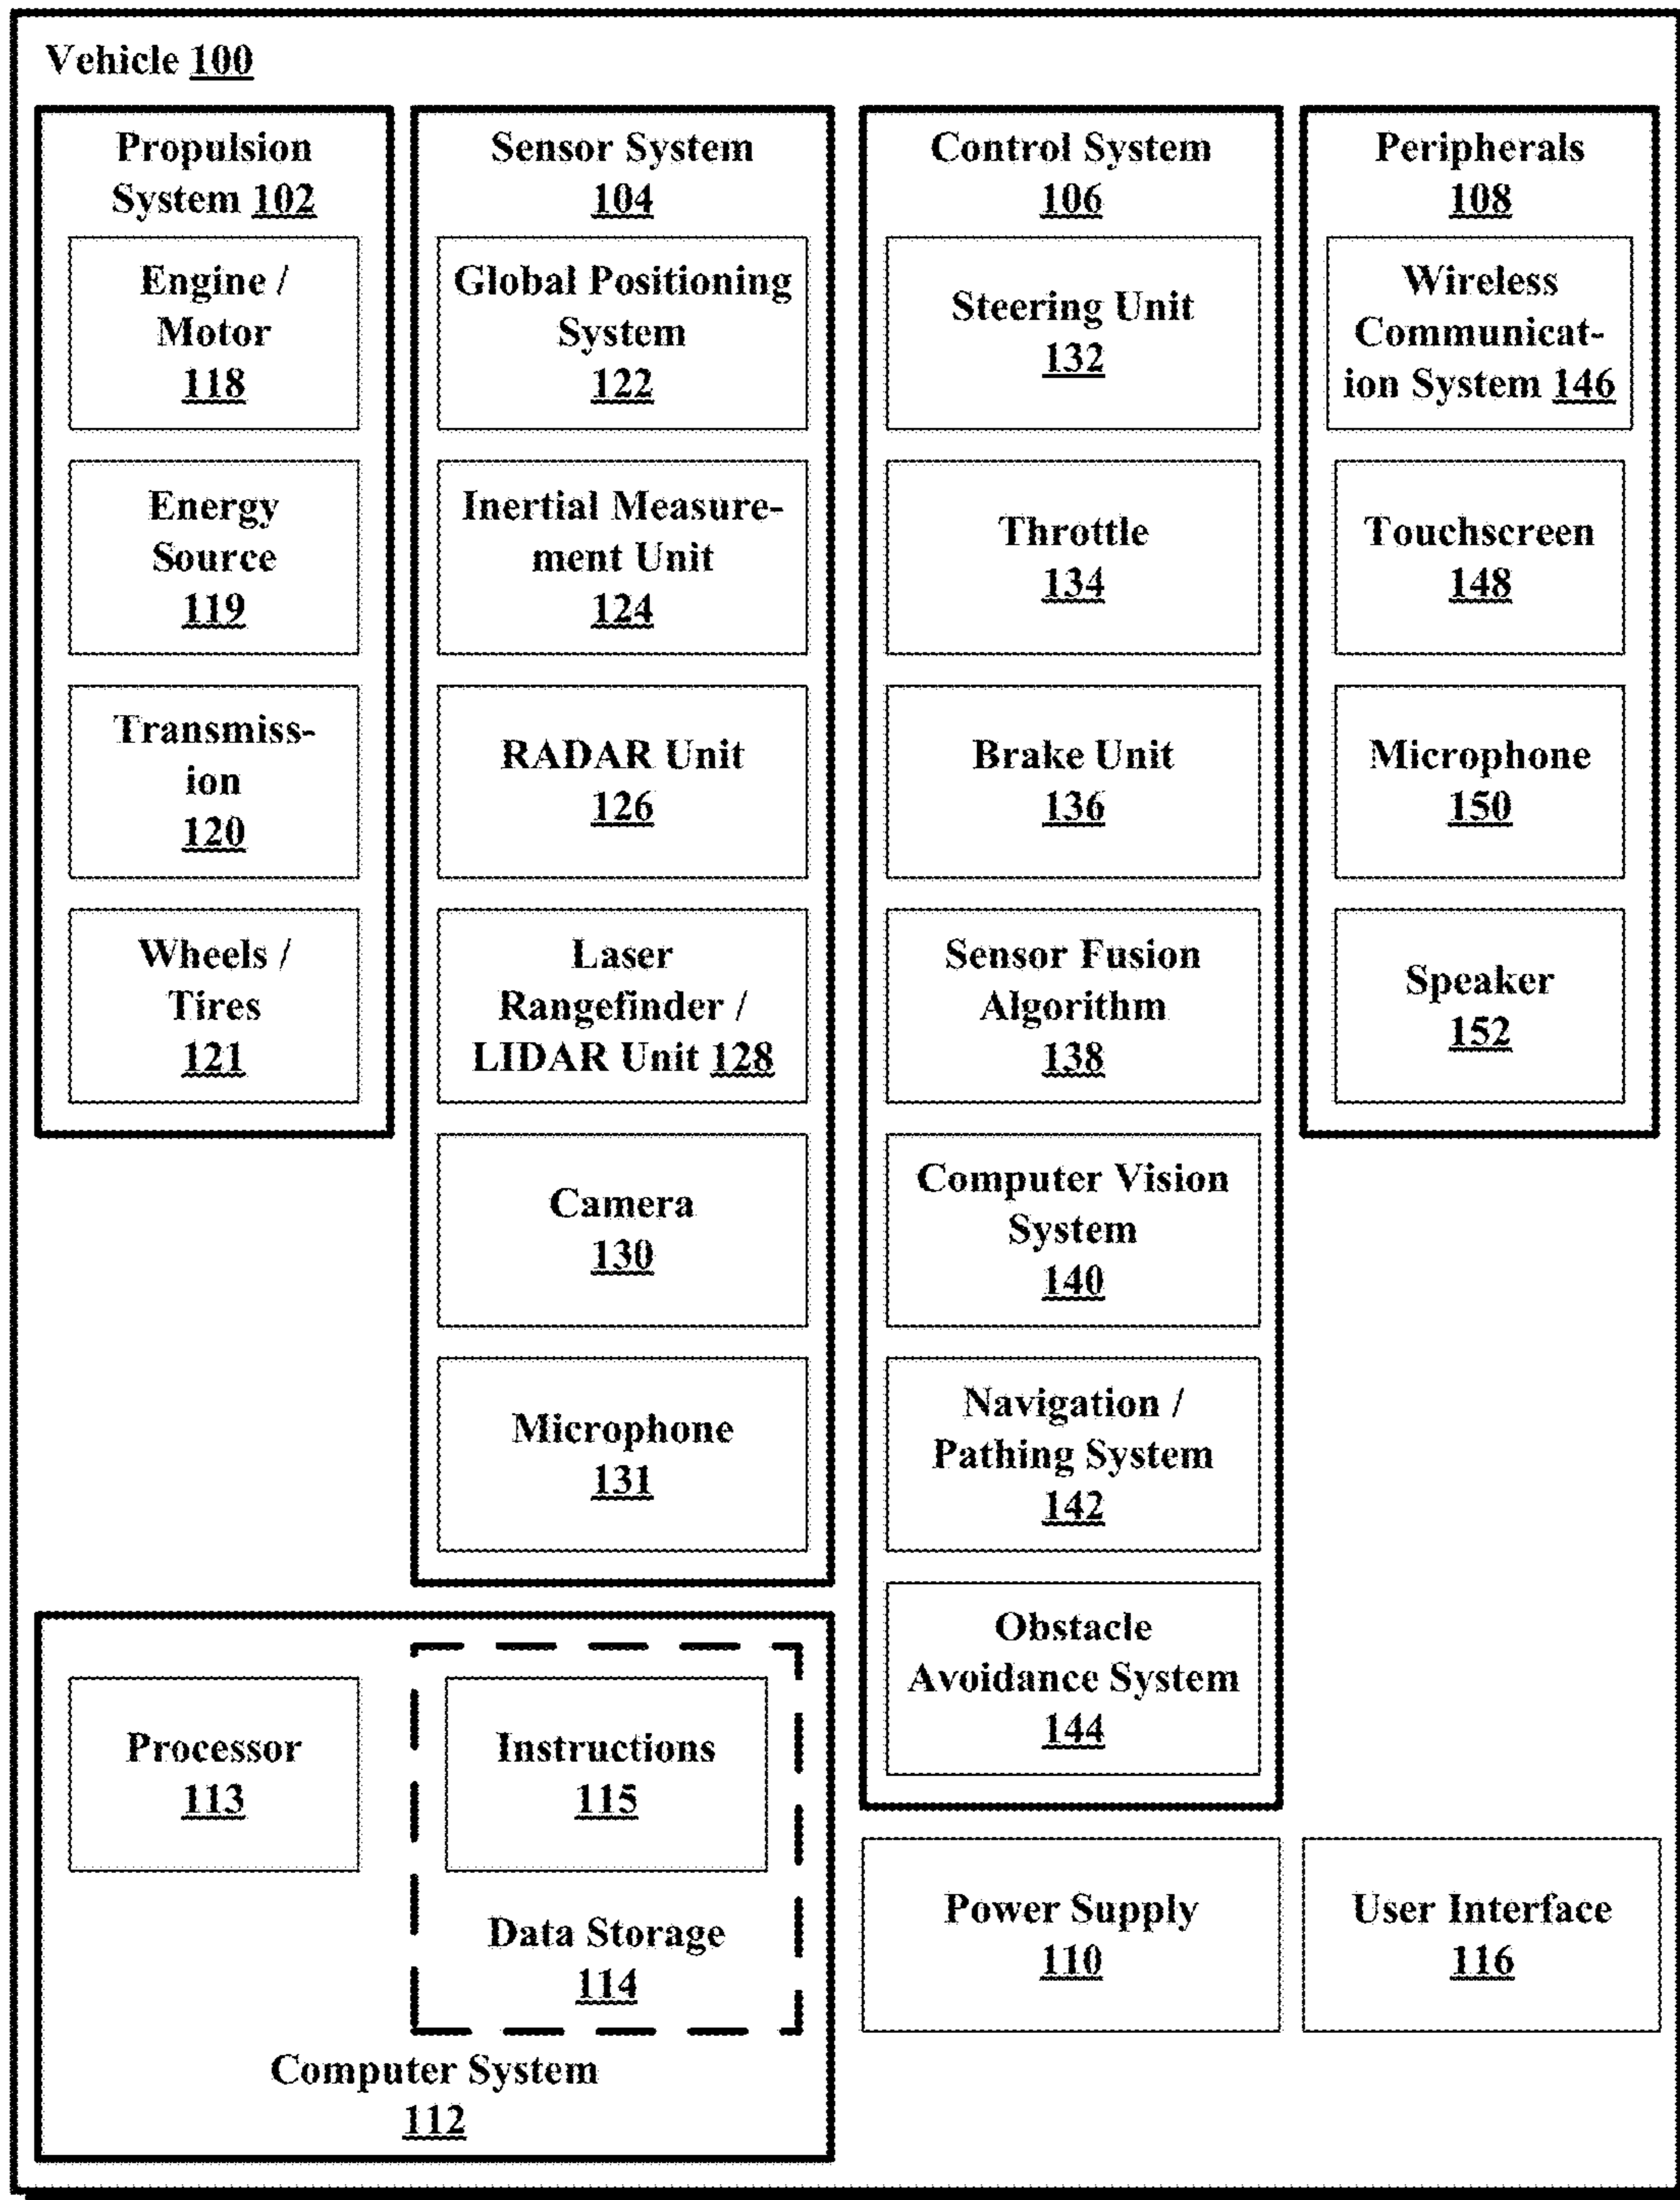 Vehicle 100
Propulsion
System 102
Engine /
Motor
118
Energy
Source
119
Transmiss-
ion
120
Wheels /
Tires
121
Sensor System
104
Global Positioning
System
122
Inertial Measure-
ment Unit
124
RADAR Unit
126
Laser
Rangefinder /
LIDAR Unit 128
Camera
130
Microphone
131
Control System
106
Steering Unit
132
Throttle
134
Brake Unit
136
Sensor Fusion
Algorithm
138
Computer Vision
System
140
Navigation /
Pathing System
142
Obstacle
Avoidance System
144
Peripherals
108
Wireless
Communicat-
ion System 146
Touchscreen
148
Microphone
150
Speaker
152
Processor
113
Instructions
115
Data Storage
114
Computer System
112
Power Supply
110
User Interface
116